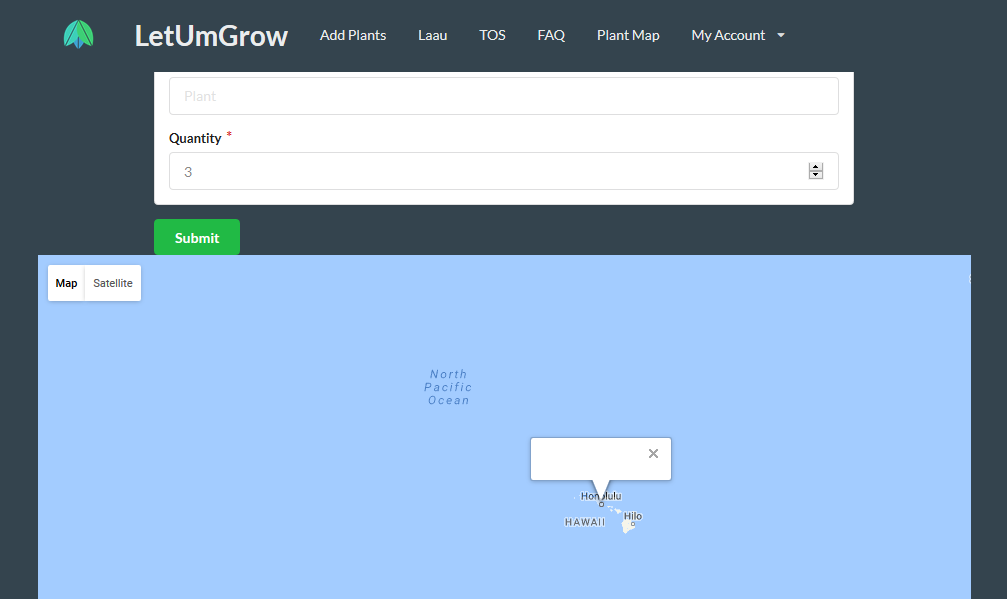 LetUmGrow Add Plants Laau TOS FAQ Plant Map My Account
Plant
Quantity *
3
Submit
Map Satellite
North
Pacific
Ocean
Honolulu
HAWAII Hilo